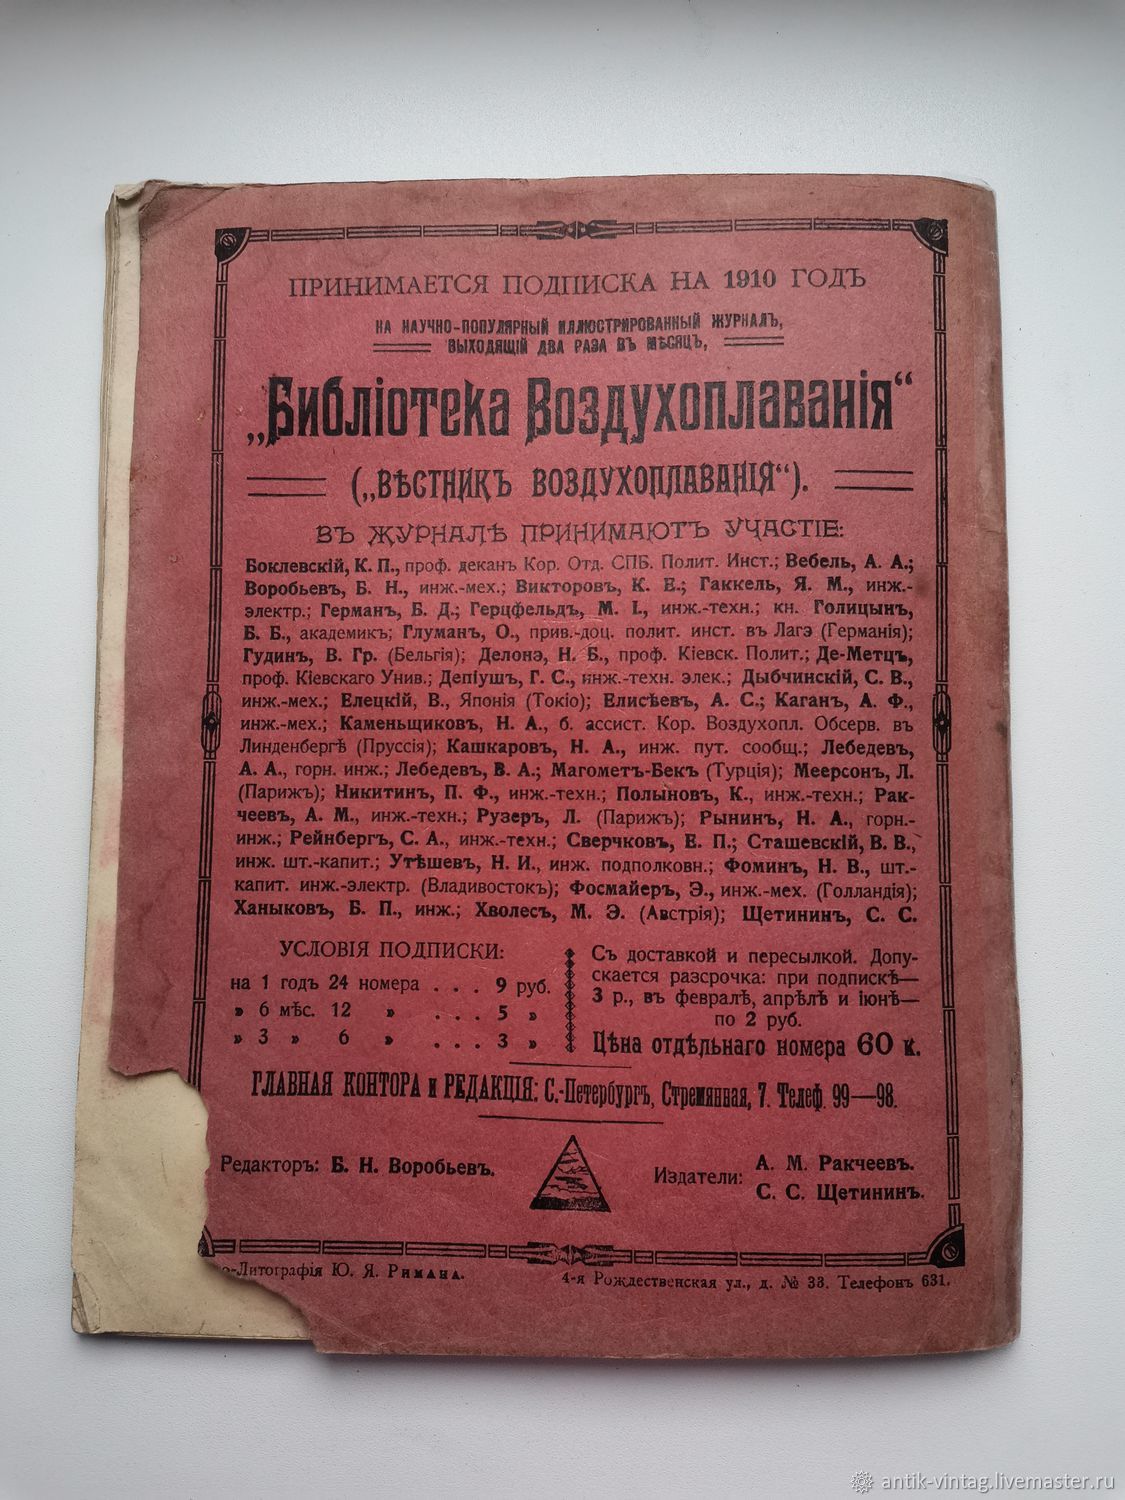 ПРИНИМАЕТСЯ ПОДПИСКА НА 1910 ГОДЪ
НА НАУЧНО-ПОПУЛЯРНЫЙ ИЛЛЮСТРИРОВАННЫЙ ЖУРНАЛЪ,
ВЫХОДЯЩІЙ ДВА РАЗА ВЪ МѢСЯЦЪ,
„Библіотека Воздухоплаванія“
(„ВѢСТНИКЪ ВОЗДУХОПЛАВАНІЯ“).
ВЪ ЖУРНАЛѢ ПРИНИМАЮТЪ УЧАСТІЕ:
Боклевскій, К. П., проф. деканъ Кор. Отд. СПБ. Полит. Инст.; Вебель, А. А.;
Воробьевъ, Б. Н., инж.-мех.; Викторовъ, К. Е.; Гаккель, Я. М., инж.-
электр.; Германъ, Б. Д.; Герцфельдъ, М. І., инж.-техн.; кн. Голицынъ,
Б. Б., академикъ; Глуманъ, О., прив.-доц. полит. инст. въ Лагэ (Германія);
Гудинъ, В. Гр. (Бельгія); Делонэ, Н. Б., проф. Кіевск. Полит.; Де-Метцъ,
проф. Кіевскаго Унив.; Депіушъ, Г. С., инж.-техн. элек.; Дыбчинскій, С. В.,
инж.-мех.; Елецкій, В., Японія (Токіо); Елисѣевъ, А. С.; Каганъ, А. Ф.,
инж.-мех.; Каменьщиковъ, Н. А., б. ассист. Кор. Воздухопл. Обсерв. въ
Линденбергѣ (Пруссія); Кашкаровъ, Н. А., инж. пут. сообщ.; Лебедевъ,
А. А., горн. инж.; Лебедевъ, В. А.; Магометъ-Бекъ (Турція); Меерсонъ, Л.
(Парижъ); Никитинъ, П. Ф., инж.-техн.; Полыновъ, К., инж.-техн.; Рак-
чеевъ, А. М., инж.-техн.; Рузеръ, Л. (Парижъ); Рынинъ, Н. А., горн.-
инж.; Рейнбергъ, С. А., инж.-техн.; Сверчковъ, Е. П.; Сташевскій, В. В.,
инж. шт.-капит.; Утѣшевъ, Н. И., инж. подполковн.; Фоминъ, Н. В., шт.-
капит. инж.-электр. (Владивостокъ); Фосмайеръ, Э., инж.-мех. (Голландія);
Ханыковъ, Б. П., инж.; Хволесъ, М. Э. (Австрія); Щетининъ, С. С.
УСЛОВІЯ ПОДПИСКИ:
на 1 годъ 24 номера . . . 9 руб.
» 6 мѣс. 12 » . . . 5 »
» 3 » 6 » . . . 3 »
Съ доставкой и пересылкой. Допу-
скается разсрочка: при подпискѣ—
3 р., въ февралѣ, апрѣлѣ и іюнѣ—
по 2 руб.
Цѣна отдѣльнаго номера 60 к.
ГЛАВНАЯ КОНТОРА и РЕДАКЦІЯ: С.-Петербургъ, Стремянная, 7. Телеф. 99—98.
Редакторъ: Б. Н. Воробьевъ.
Издатели: А. М. Ракчеевъ.
С. С. Щетининъ.
о-Литографія Ю. Я. Римана. 4-я Рождественская ул., д. № 33. Телефонъ 631.
antik-vintag.livemaster.ru